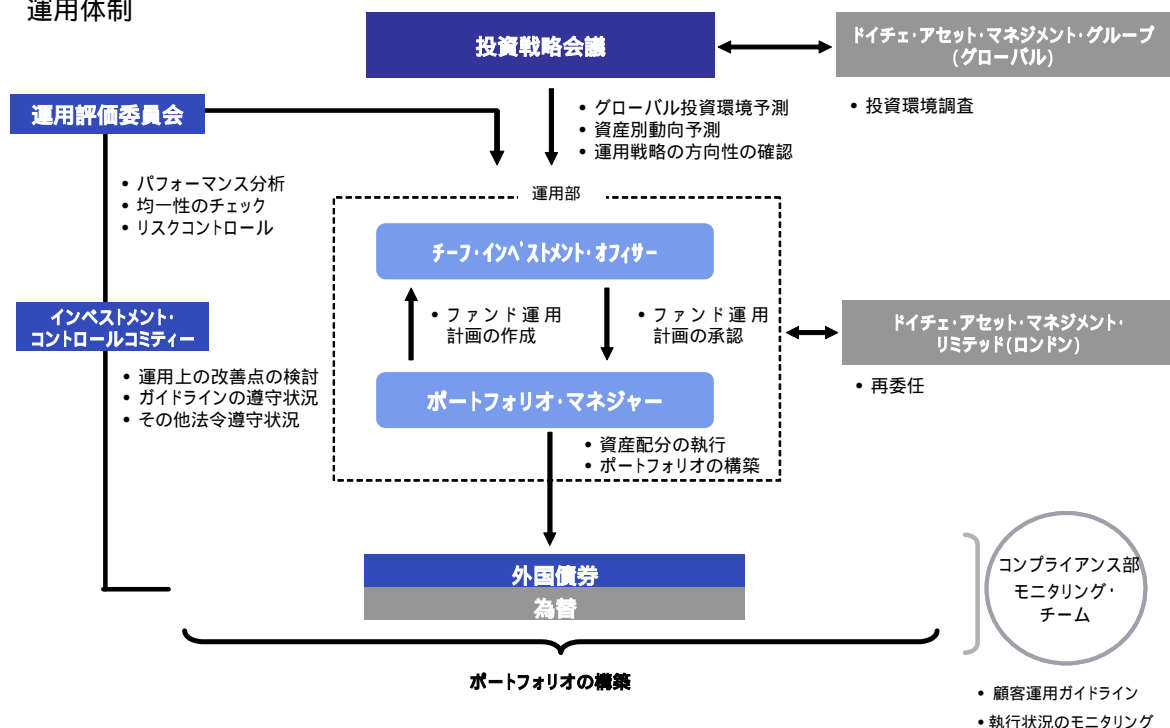 運用体制
投資戦略会議
ドイチェ・アセット・マネジメント・グループ
(グローバル)
運用評価委員会
• グローバル投資環境予測
• 資産別動向予測
• 運用戦略の方向性の確認
• 投資環境調査
• パフォーマンス分析
• 均一性のチェック
• リスクコントロール
運用部
チーフ・インベストメント・オフィサー
• ファンド運用
計画の作成
• ファンド運用
計画の承認
インベストメント・
コントロールコミティー
ドイチェ・アセット・マネジメント・
リミテッド(ロンドン)
• 運用上の改善点の検討
• ガイドラインの遵守状況
• その他法令遵守状況
ポートフォリオ・マネジャー
• 再委任
• 資産配分の執行
• ポートフォリオの構築
外国債券
為替
コンプライアンス部
モニタリング・
チーム
ポートフォリオの構築
• 顧客運用ガイドライン
• 執行状況のモニタリング